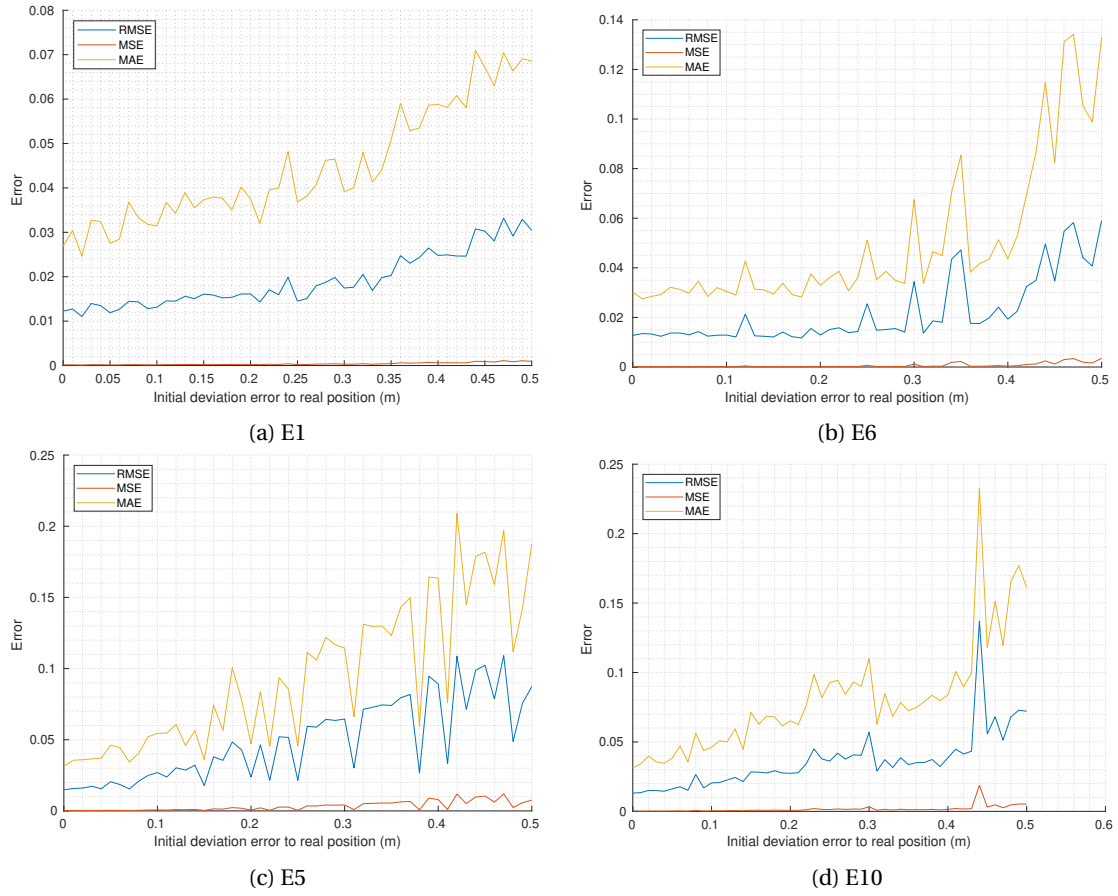 0.08
0.07
0.06
0.05
0.04
0.03
0.02
0.01
0
Error
RMSE
MSE
MAE
0 0.05 0.1 0.15 0.2 0.25 0.3 0.35 0.4 0.45 0.5
Initial deviation error to real position (m)
(a) E1
0.14
0.12
0.1
0.08
0.06
0.04
0.02
0
Error
RMSE
MSE
MAE
0 0.1 0.2 0.3 0.4 0.5
Initial deviation error to real position (m)
(b) E6
0.25
0.2
0.15
0.1
0.05
0
Error
RMSE
MSE
MAE
0 0.1 0.2 0.3 0.4 0.5
Initial deviation error to real position (m)
(c) E5
0.25
0.2
0.15
0.1
0.05
0
Error
RMSE
MSE
MAE
0 0.1 0.2 0.3 0.4 0.5 0.6
Initial deviation error to real position (m)
(d) E10